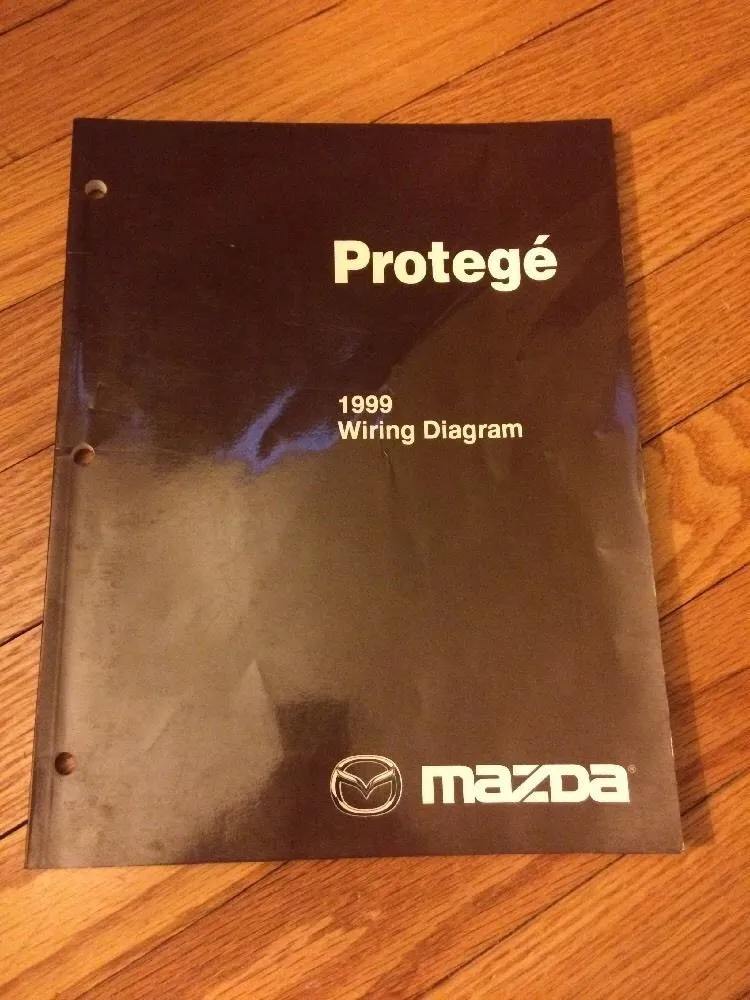 Protegé
1999
Wiring Diagram
mazda®